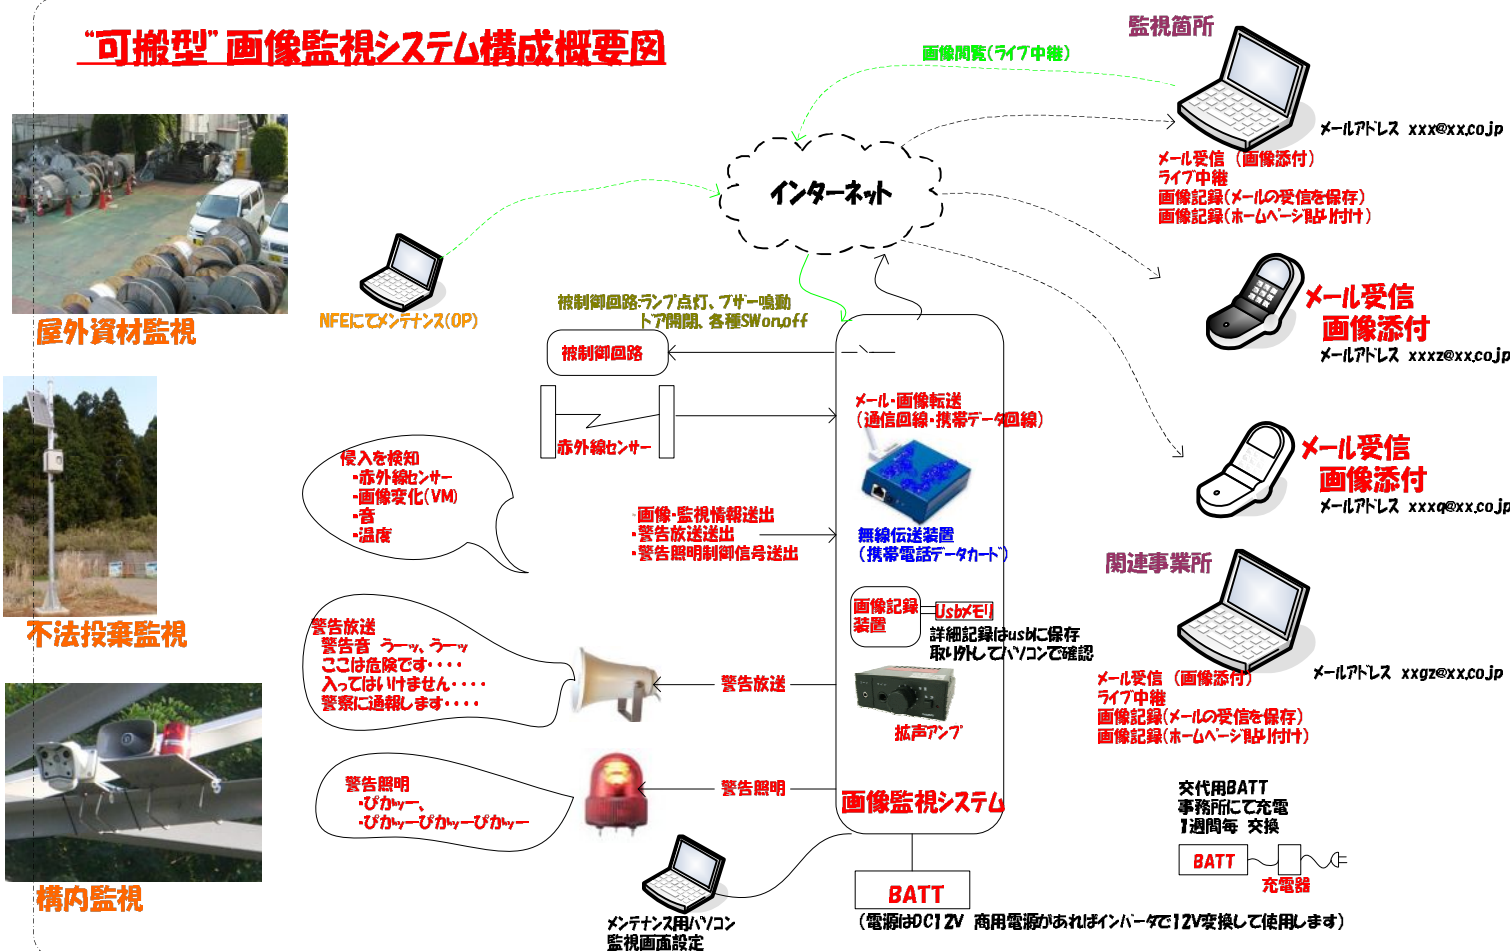 “可搬型”画像監視システム構成概要図
監視箇所
画像閲覧(ライブ中継)
メールアドレス xxx@xx.co.jp
メール受信 (画像添付)
ライブ中継
画像記録(メールの受信を保存)
画像記録(ホームページ貼り付け)
インターネット
屋外資材監視
NFEにてメンテナンス(OP)
被制御回路:ランプ点灯、ブザー鳴動
ドア開閉、各種SWon,off
被制御回路
メール受信
画像添付
メールアドレス xxxz@xx.co.jp
メール・画像転送
(通信回線・携帯データ回線)
赤外線センサー
侵入を検知
・赤外線センサー
・画像変化(VM)
・音
・温度
メール受信
画像添付
メールアドレス xxxq@xx.co.jp
・画像・監視情報送出
・警告放送送出
・警告照明制御信号送出
無線伝送装置
(携帯電話データカード)
関連事業所
画像記録
装置
Usbメモリ
詳細記録はusbに保存
取り外してパソコンで確認
不法投棄監視
警告放送
警告音 うーッ、うーッ
ここは危険です・・・・
入ってはいけません・・・・
警察に通報します・・・・
警告放送
拡声アンプ
メールアドレス xxgz@xx.co.jp
メール受信 (画像添付)
ライブ中継
画像記録(メールの受信を保存)
画像記録(ホームページ貼り付け)
警告照明
・ぴかッー、
・ぴかッーぴかッーぴかッー
警告照明
画像監視システム
交代用BATT
事務所にて充電
1週間毎 交換
BATT
充電器
構内監視
BATT
(電源はDC12V 商用電源があればインバータで12V変換して使用します)
メンテナンス用パソコン
監視画面設定